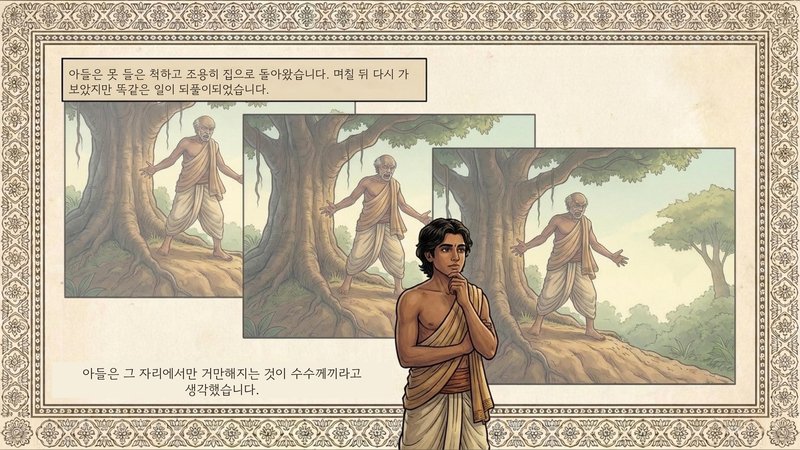 아들은 못 들은 척하고 조용히 집으로 돌아왔습니다. 며칠 뒤 다시 가
보았지만 똑같은 일이 되풀이되었습니다.
아들은 그 자리에서만 거만해지는 것이 수수께끼라고
생각했습니다.